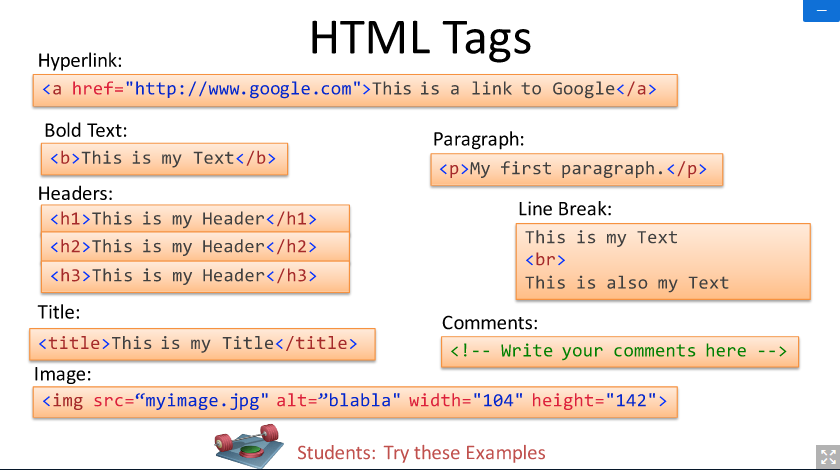 HTML Tags
Hyperlink:
<a href="http://www.google.com">This is a link to Google</a>
Bold Text:
<b>This is my Text</b>
Headers:
<h1>This is my Header</h1>
<h2>This is my Header</h2>
<h3>This is my Header</h3>
Title:
<title>This is my Title</title>
Paragraph:
<p>My first paragraph.</p>
Line Break:
This is my Text
<br>
This is also my Text
Comments:
<!-- Write your comments here -->
Image:
<img src=“myimage.jpg" alt=”blabla" width="104" height="142">
Students: Try these Examples